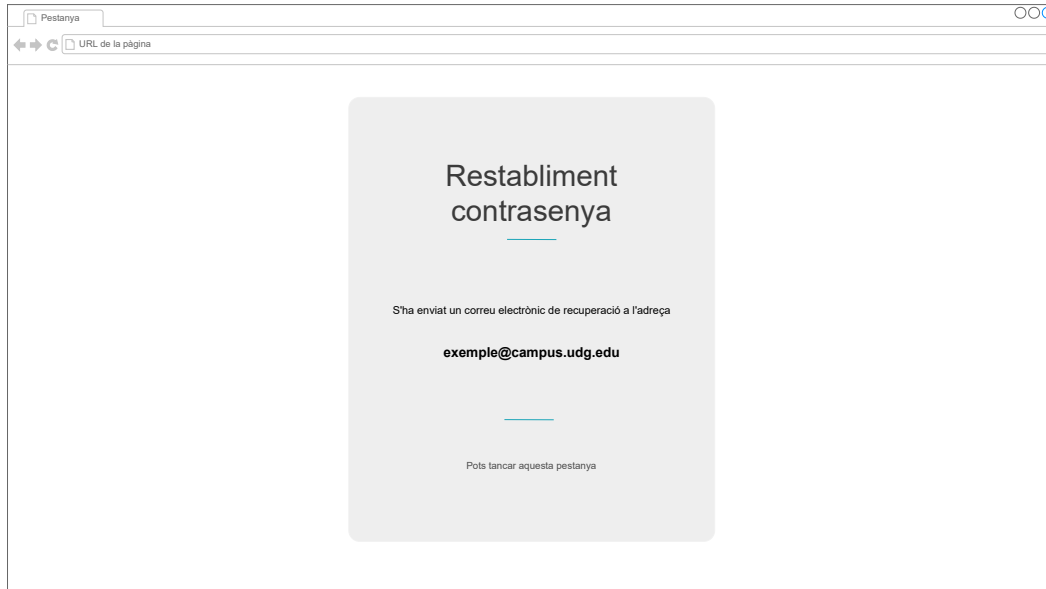 Pestanya
URL de la pàgina
Restabliment
contrasenya
S'ha enviat un correu electrònic de recuperació a l'adreça
exemple@campus.udg.edu
Pots tancar aquesta pestanya